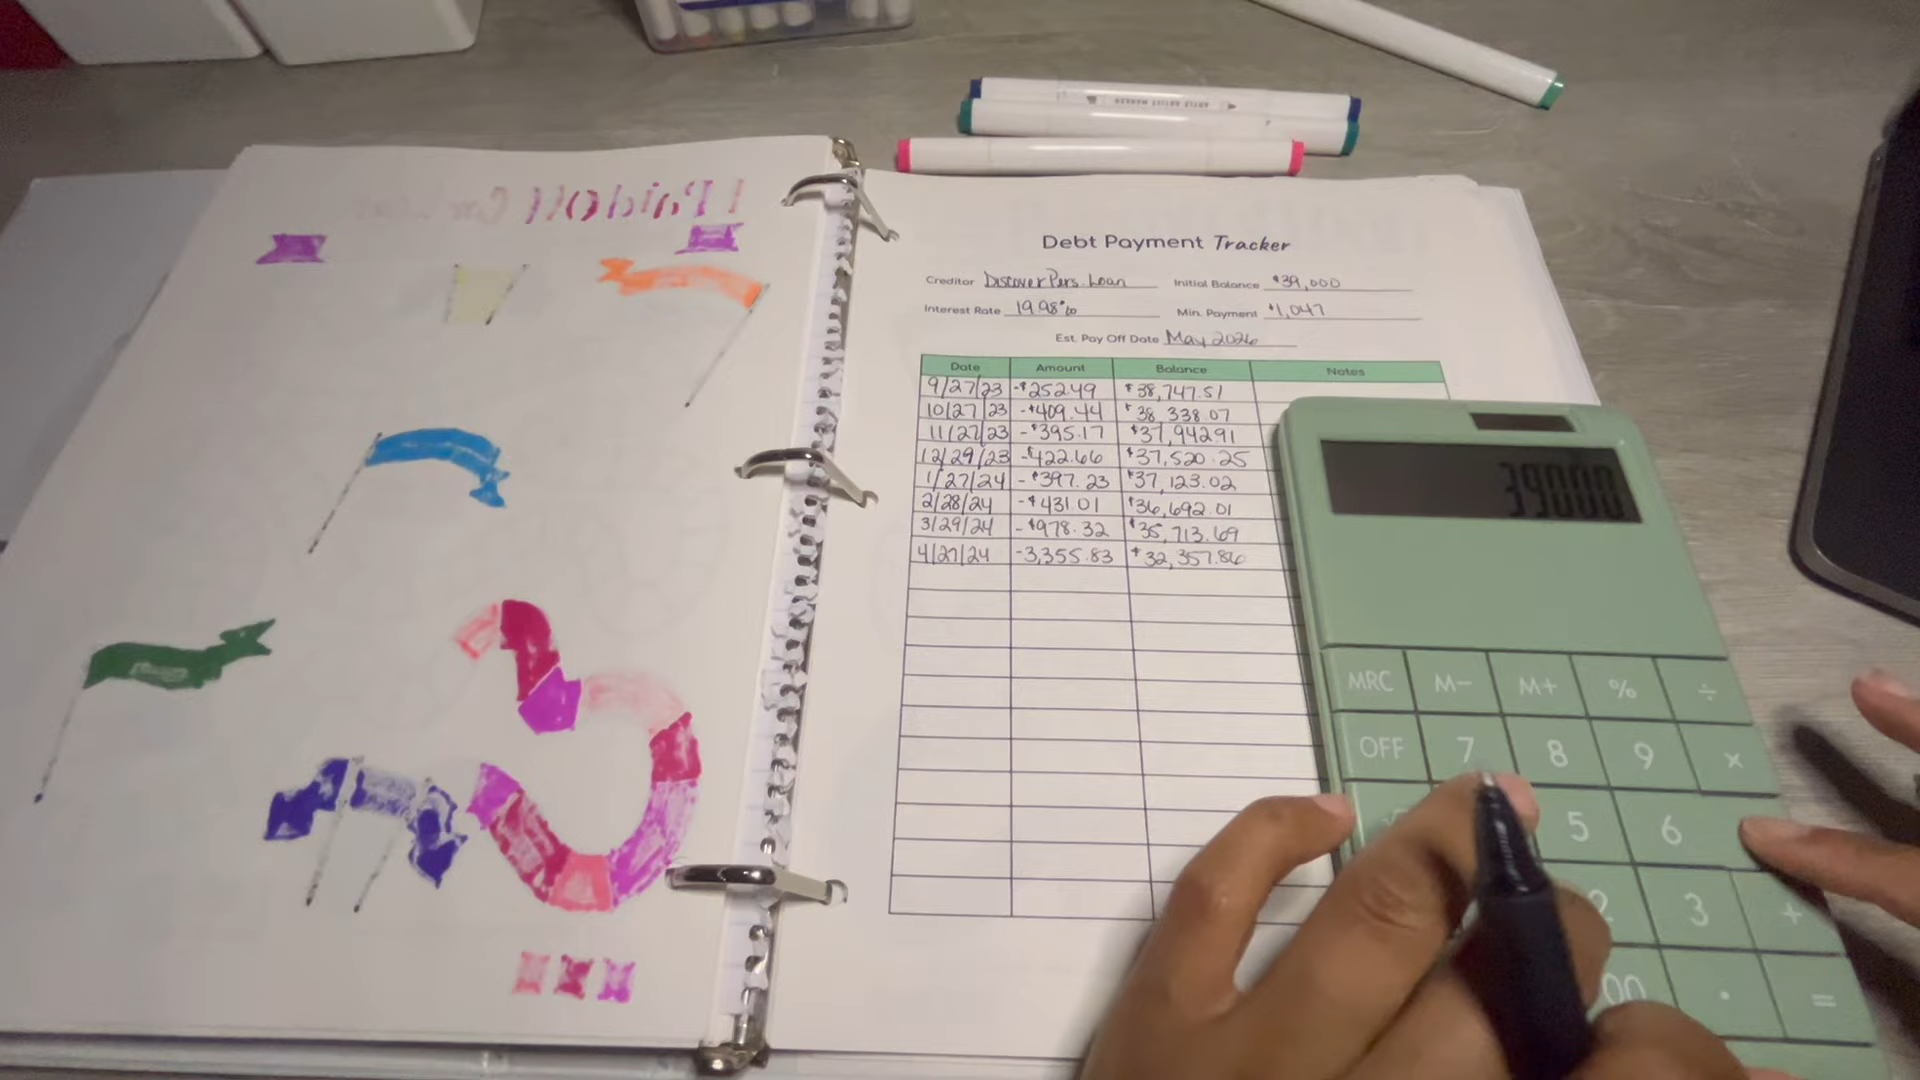 ARTIX ARTIST MARKER
Debt Payment Tracker
Creditor Discover Pers. Loan Initial Balance $39,000
Interest Rate 19.98% Min. Payment $1,047
Est. Pay Off Date May 2026
Date Amount Balance Notes
9/27/23 -$252.49 $38,747.51
10/27/23 -$409.44 $38,338.07
11/27/23 -$395.17 $37,942.91
12/29/23 -$422.66 $37,520.25
1/27/24 -$397.23 $37,123.02
2/28/24 -$431.01 $36,692.01
3/29/24 -$978.32 $35,713.69
4/27/24 -3,355.83 $32,357.86
39000
MRC M- M+ % ÷
OFF 7 8 9 ×
5 6
2 3 +
00 . =